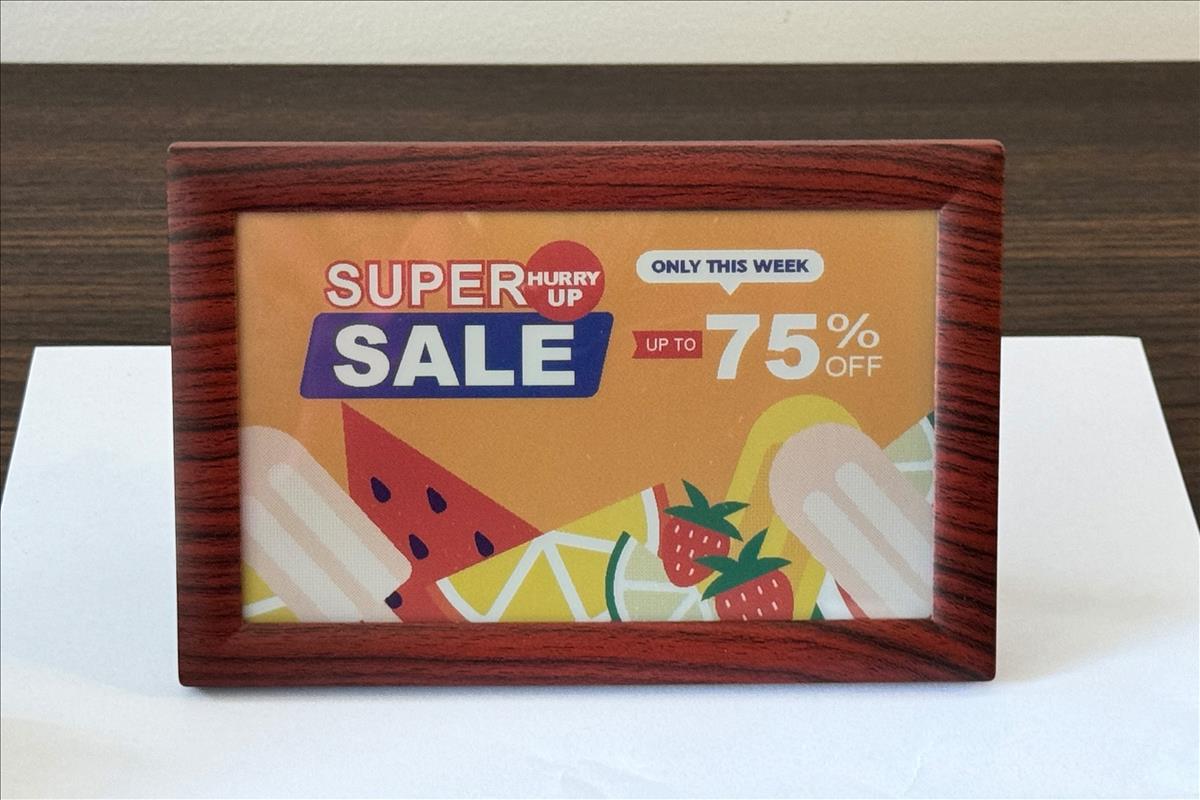 SUPER
HURRY
UP
SALE
ONLY THIS WEEK
UP TO 75%
OFF